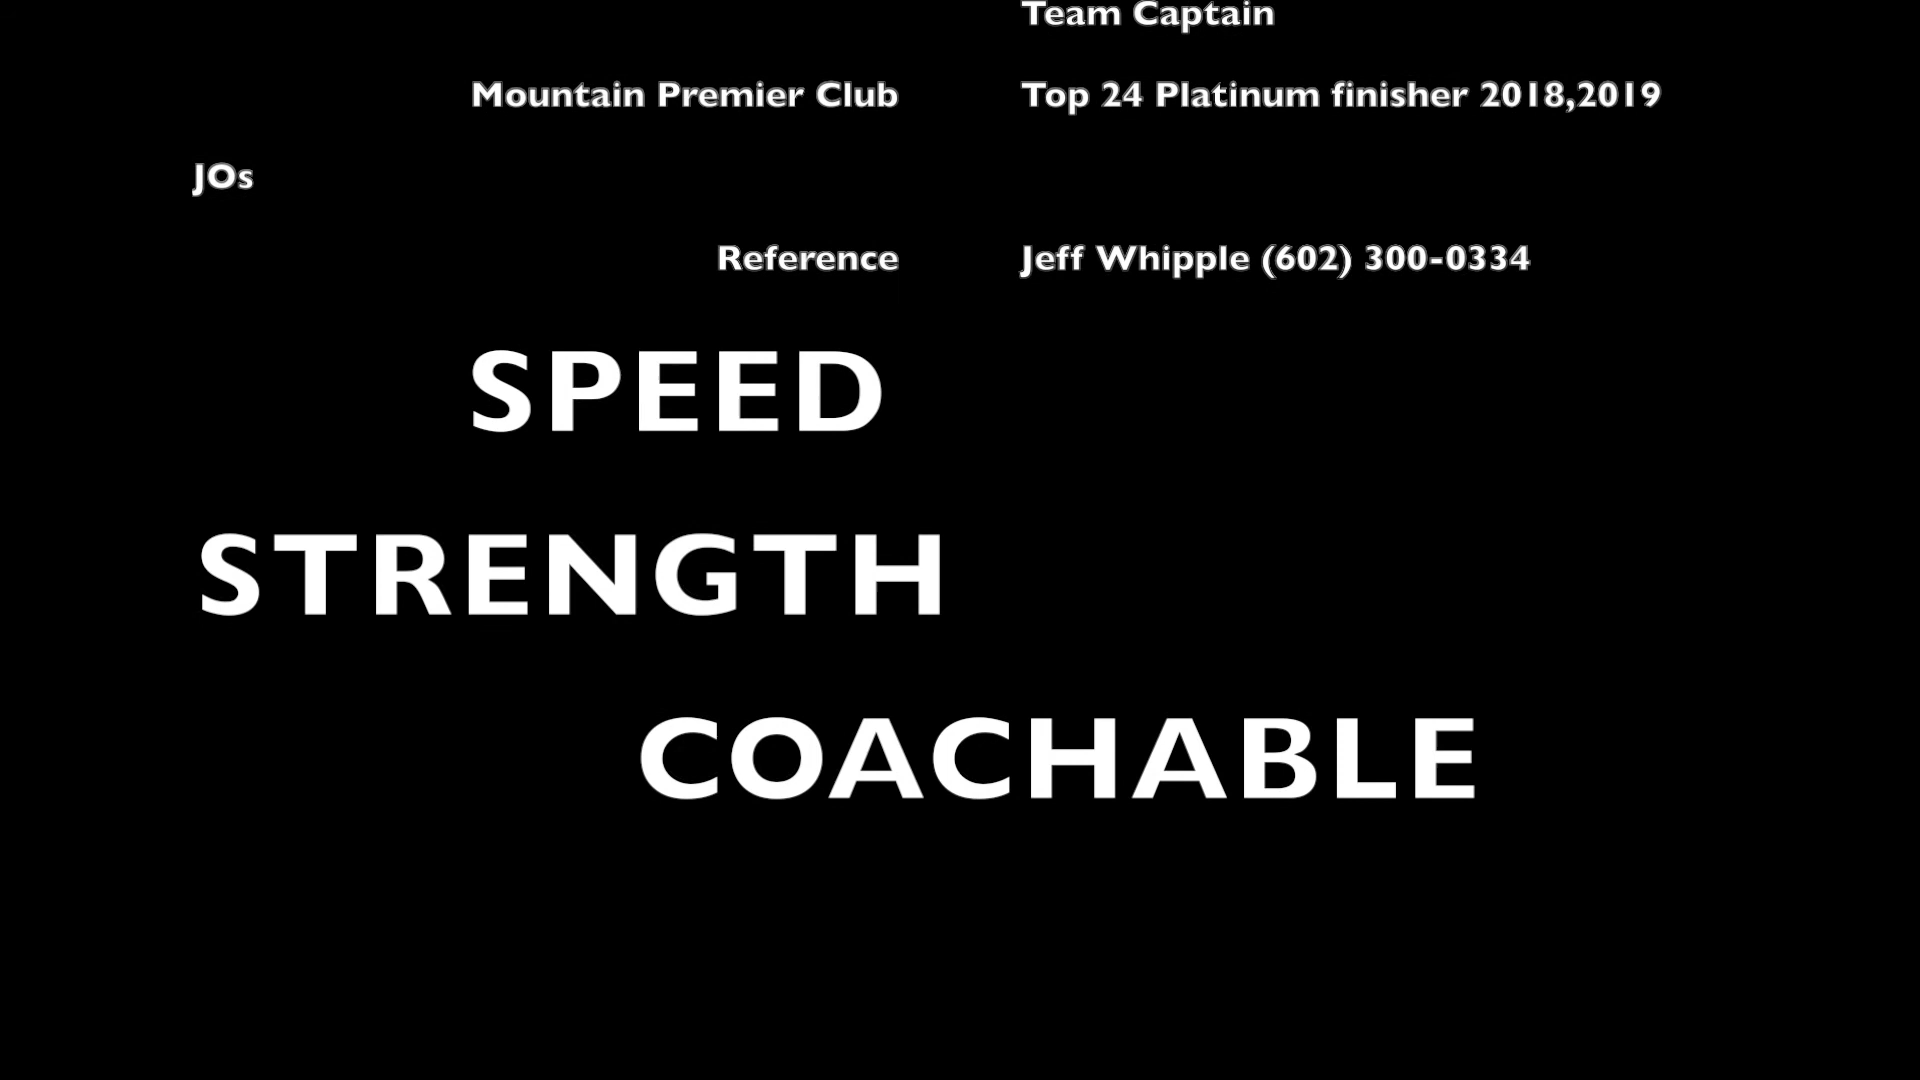 Team Captain
Mountain Premier Club Top 24 Platinum finisher 2018,2019
JOs
Reference Jeff Whipple (602) 300-0334
SPEED
STRENGTH
COACHABLE